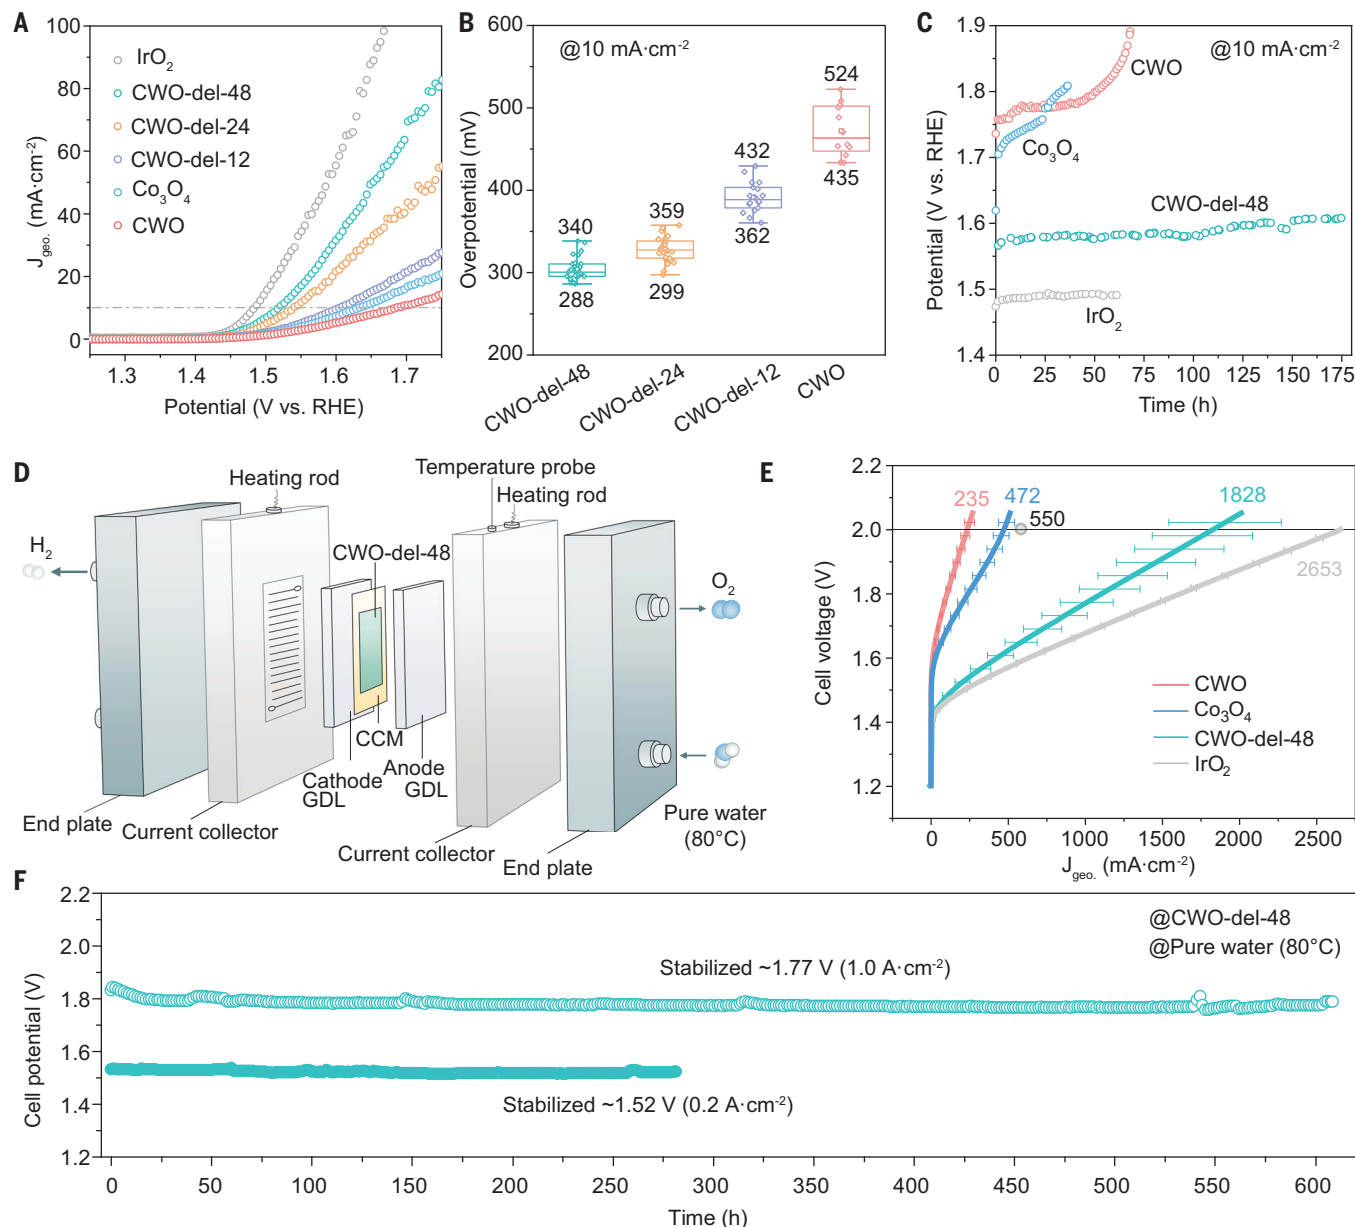 A
100
80
60
40
20
0
J_geo. (mA·cm⁻²)
IrO₂
CWO-del-48
CWO-del-24
CWO-del-12
Co₃O₄
CWO
1.3
1.4
1.5
1.6
1.7
Potential (V vs. RHE)
B
600
500
400
300
200
Overpotential (mV)
@10 mA·cm⁻²
340
288
359
299
432
362
524
435
CWO-del-48
CWO-del-24
CWO-del-12
CWO
C
1.9
1.8
1.7
1.6
1.5
1.4
Potential (V vs. RHE)
@10 mA·cm⁻²
CWO
Co₃O₄
CWO-del-48
IrO₂
0
25
50
75
100
125
150
175
Time (h)
D
Heating rod
Temperature probe
Heating rod
CWO-del-48
H₂
O₂
CCM
Cathode
GDL
Anode
GDL
End plate
Current collector
Current collector
End plate
Pure water
(80°C)
E
2.2
2.0
1.8
1.6
1.4
1.2
Cell voltage (V)
235
472
550
1828
2653
CWO
Co₃O₄
CWO-del-48
IrO₂
0
500
1000
1500
2000
2500
J_geo. (mA·cm⁻²)
F
2.2
2.0
1.8
1.6
1.4
1.2
Cell potential (V)
@CWO-del-48
@Pure water (80°C)
Stabilized ~1.77 V (1.0 A·cm⁻²)
Stabilized ~1.52 V (0.2 A·cm⁻²)
0
50
100
150
200
250
300
350
400
450
500
550
600
Time (h)